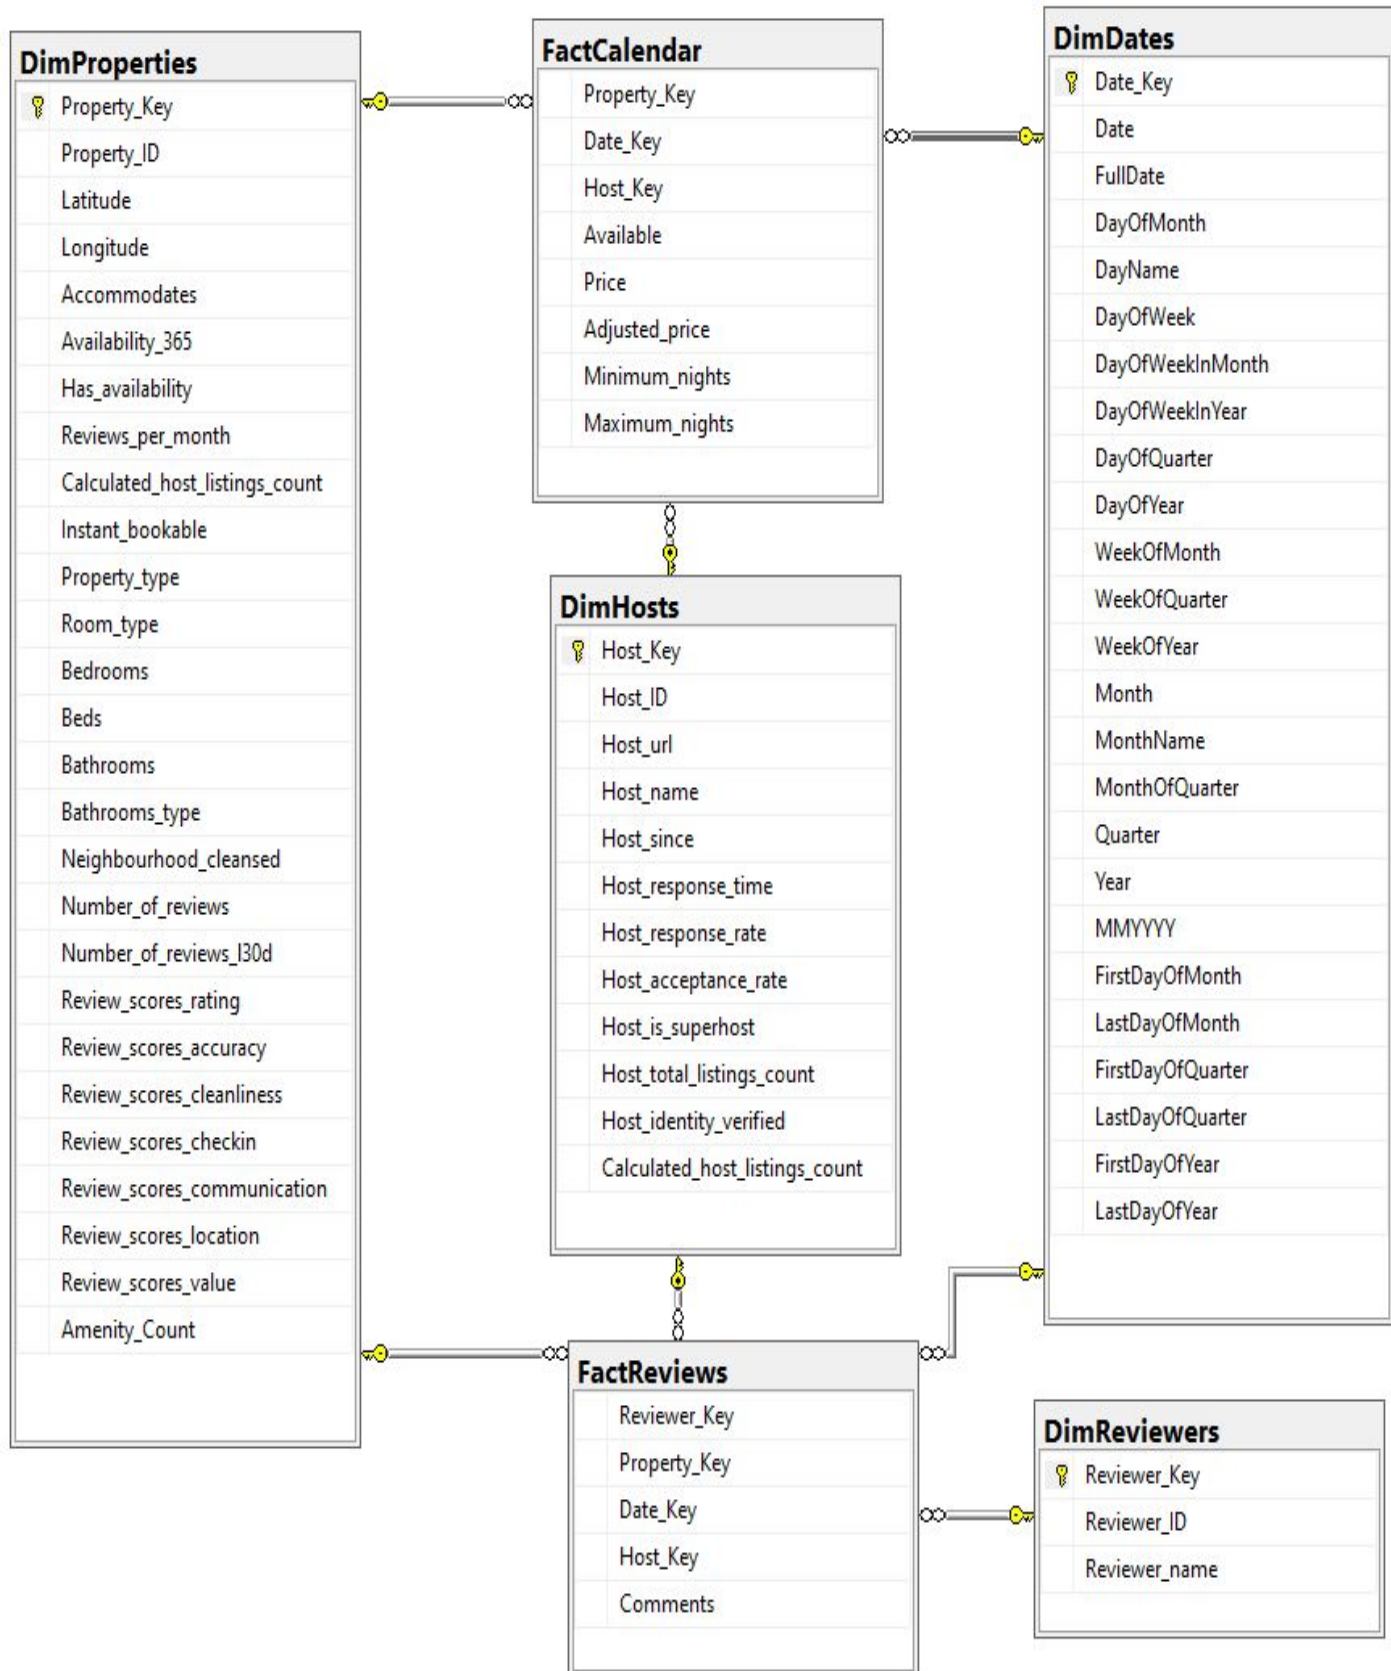 DimProperties
Property_Key
Property_ID
Latitude
Longitude
Accommodates
Availability_365
Has_availability
Reviews_per_month
Calculated_host_listings_count
Instant_bookable
Property_type
Room_type
Bedrooms
Beds
Bathrooms
Bathrooms_type
Neighbourhood_cleansed
Number_of_reviews
Number_of_reviews_l30d
Review_scores_rating
Review_scores_accuracy
Review_scores_cleanliness
Review_scores_checkin
Review_scores_communication
Review_scores_location
Review_scores_value
Amenity_Count
FactCalendar
Property_Key
Date_Key
Host_Key
Available
Price
Adjusted_price
Minimum_nights
Maximum_nights
DimHosts
Host_Key
Host_ID
Host_url
Host_name
Host_since
Host_response_time
Host_response_rate
Host_acceptance_rate
Host_is_superhost
Host_total_listings_count
Host_identity_verified
Calculated_host_listings_count
FactReviews
Reviewer_Key
Property_Key
Date_Key
Host_Key
Comments
DimDates
Date_Key
Date
FullDate
DayOfMonth
DayName
DayOfWeek
DayOfWeekInMonth
DayOfWeekInYear
DayOfQuarter
DayOfYear
WeekOfMonth
WeekOfQuarter
WeekOfYear
Month
MonthName
MonthOfQuarter
Quarter
Year
MMYYYY
FirstDayOfMonth
LastDayOfMonth
FirstDayOfQuarter
LastDayOfQuarter
FirstDayOfYear
LastDayOfYear
DimReviewers
Reviewer_Key
Reviewer_ID
Reviewer_name